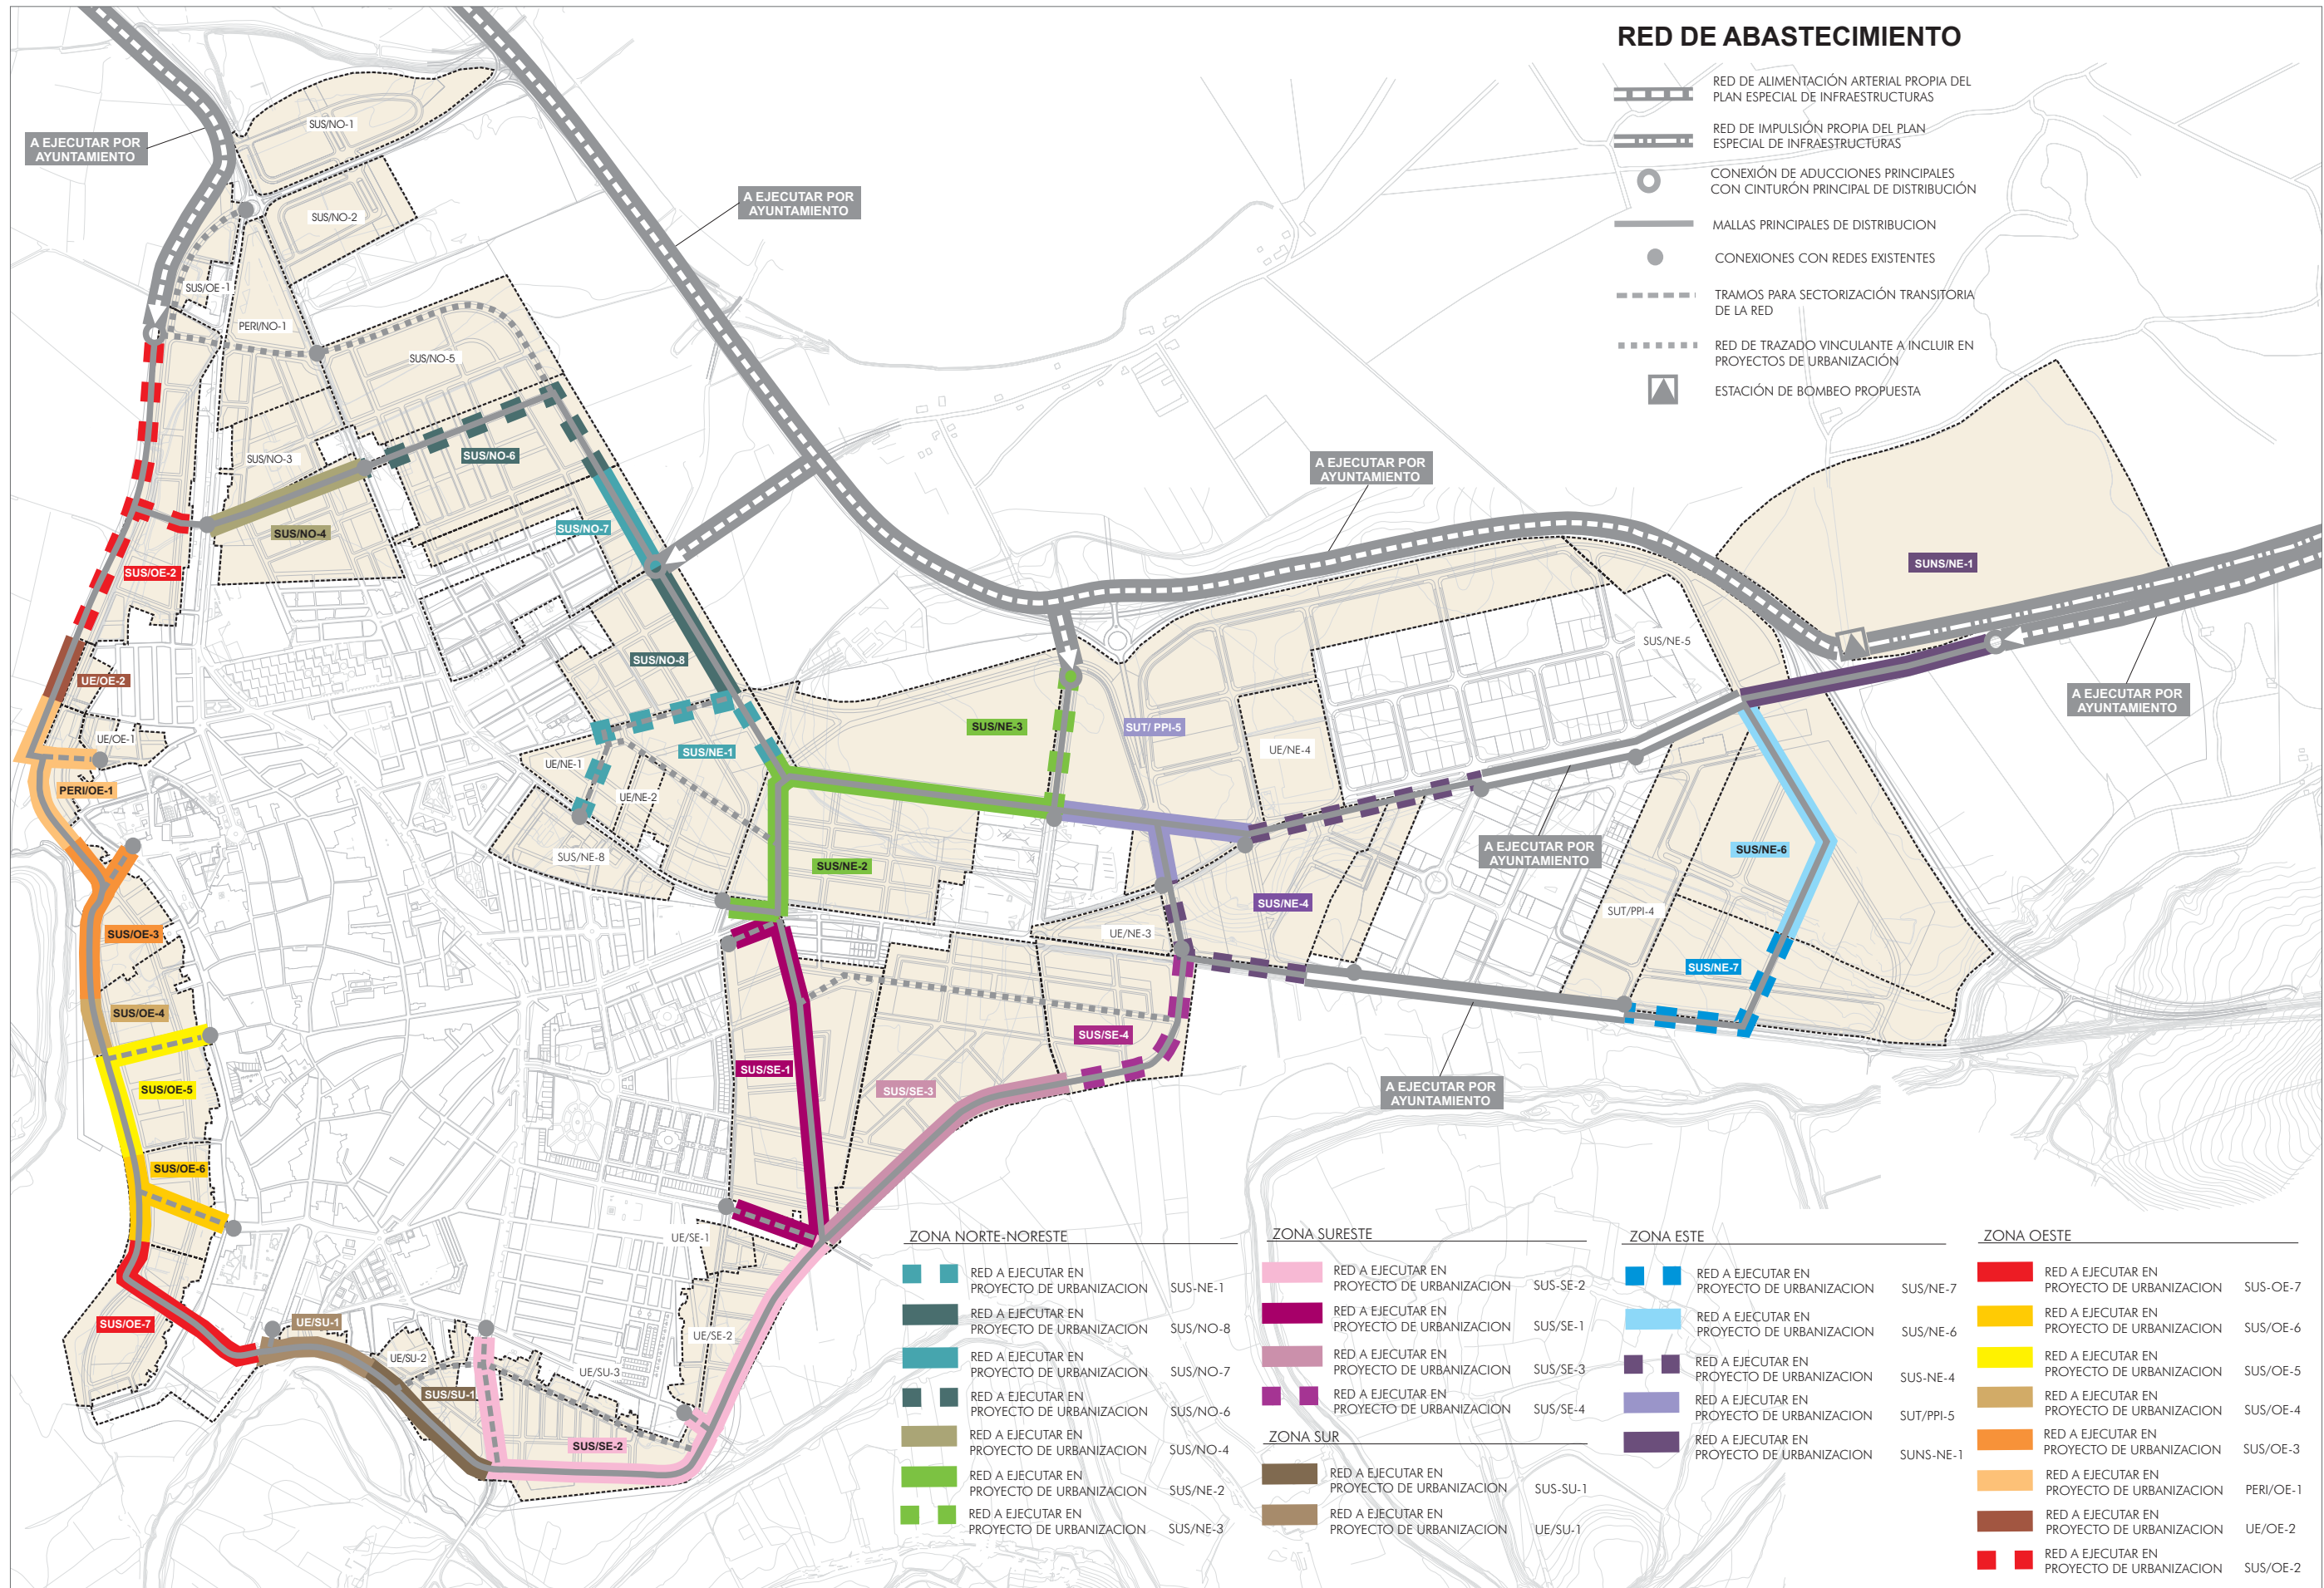 RED DE ABASTECIMIENTO
RED DE ALIMENTACIÓN ARTERIAL PROPIA DEL
PLAN ESPECIAL DE INFRAESTRUCTURAS
RED DE IMPULSIÓN PROPIA DEL PLAN
ESPECIAL DE INFRAESTRUCTURAS
CONEXIÓN DE ADUCCIONES PRINCIPALES
CON CINTURÓN PRINCIPAL DE DISTRIBUCIÓN
MALLAS PRINCIPALES DE DISTRIBUCION
CONEXIONES CON REDES EXISTENTES
TRAMOS PARA SECTORIZACIÓN TRANSITORIA
DE LA RED
RED DE TRAZADO VINCULANTE A INCLUIR EN
PROYECTOS DE URBANIZACIÓN
ESTACIÓN DE BOMBEO PROPUESTA
A EJECUTAR POR
AYUNTAMIENTO
A EJECUTAR POR
AYUNTAMIENTO
A EJECUTAR POR
AYUNTAMIENTO
A EJECUTAR POR
AYUNTAMIENTO
A EJECUTAR POR
AYUNTAMIENTO
A EJECUTAR POR
AYUNTAMIENTO
SUS/NO-1
SUS/NO-2
SUS/OE-1
PERI/NO-1
SUS/NO-5
SUS/NO-3
SUS/NO-6
SUS/NO-4
SUS/NO-7
SUS/OE-2
SUNS/NE-1
SUS/NE-5
SUS/NO-8
UE/OE-2
SUS/NE-3
SUT/ PPI-5
UE/OE-1
SUS/NE-1
UE/NE-4
UE/NE-1
PERI/OE-1
UE/NE-2
SUS/NE-8
SUS/NE-2
SUS/NE-6
SUS/NE-4
SUT/PPI-4
SUS/OE-3
UE/NE-3
SUS/NE-7
SUS/OE-4
SUS/SE-4
SUS/SE-1
SUS/OE-5
SUS/SE-3
SUS/OE-6
UE/SE-1
SUS/OE-7
UE/SU-1
UE/SE-2
UE/SU-2
UE/SU-3
SUS/SU-1
SUS/SE-2
ZONA NORTE-NORESTE
RED A EJECUTAR EN
PROYECTO DE URBANIZACION SUS-NE-1
RED A EJECUTAR EN
PROYECTO DE URBANIZACION SUS/NO-8
RED A EJECUTAR EN
PROYECTO DE URBANIZACION SUS/NO-7
RED A EJECUTAR EN
PROYECTO DE URBANIZACION SUS/NO-6
RED A EJECUTAR EN
PROYECTO DE URBANIZACION SUS/NO-4
RED A EJECUTAR EN
PROYECTO DE URBANIZACION SUS/NE-2
RED A EJECUTAR EN
PROYECTO DE URBANIZACION SUS/NE-3
ZONA SURESTE
RED A EJECUTAR EN
PROYECTO DE URBANIZACION SUS-SE-2
RED A EJECUTAR EN
PROYECTO DE URBANIZACION SUS/SE-1
RED A EJECUTAR EN
PROYECTO DE URBANIZACION SUS/SE-3
RED A EJECUTAR EN
PROYECTO DE URBANIZACION SUS/SE-4
ZONA SUR
RED A EJECUTAR EN
PROYECTO DE URBANIZACION SUS-SU-1
RED A EJECUTAR EN
PROYECTO DE URBANIZACION UE/SU-1
ZONA ESTE
RED A EJECUTAR EN
PROYECTO DE URBANIZACION SUS/NE-7
RED A EJECUTAR EN
PROYECTO DE URBANIZACION SUS/NE-6
RED A EJECUTAR EN
PROYECTO DE URBANIZACION SUS-NE-4
RED A EJECUTAR EN
PROYECTO DE URBANIZACION SUT/PPI-5
RED A EJECUTAR EN
PROYECTO DE URBANIZACION SUNS-NE-1
ZONA OESTE
RED A EJECUTAR EN
PROYECTO DE URBANIZACION SUS-OE-7
RED A EJECUTAR EN
PROYECTO DE URBANIZACION SUS/OE-6
RED A EJECUTAR EN
PROYECTO DE URBANIZACION SUS/OE-5
RED A EJECUTAR EN
PROYECTO DE URBANIZACION SUS/OE-4
RED A EJECUTAR EN
PROYECTO DE URBANIZACION SUS/OE-3
RED A EJECUTAR EN
PROYECTO DE URBANIZACION PERI/OE-1
RED A EJECUTAR EN
PROYECTO DE URBANIZACION UE/OE-2
RED A EJECUTAR EN
PROYECTO DE URBANIZACION SUS/OE-2